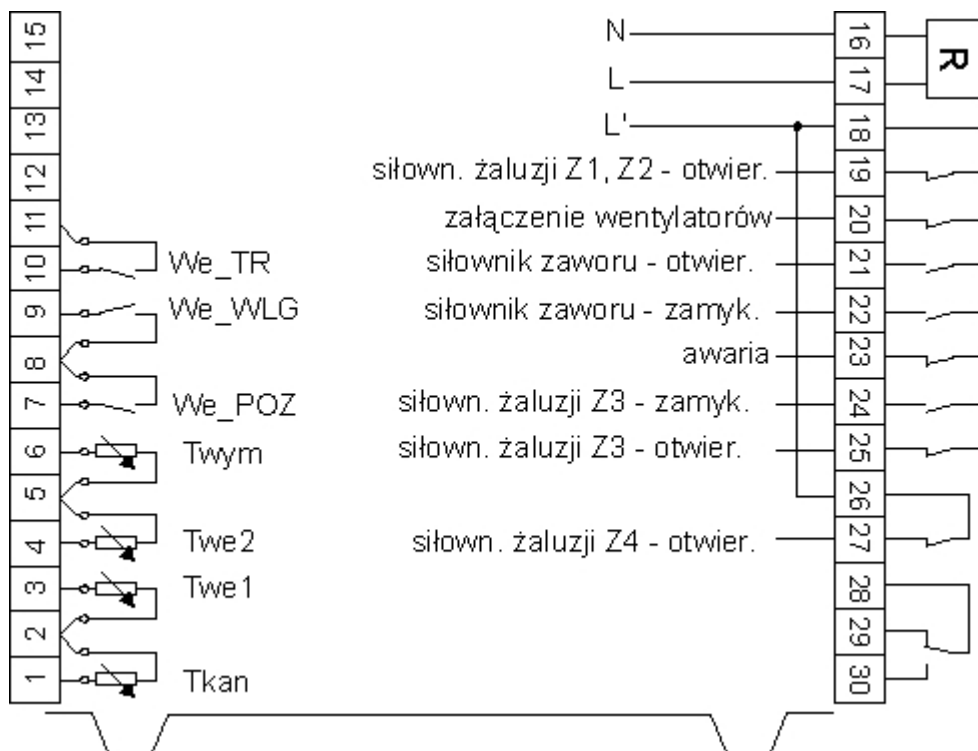 15
14
13
12
11
10 We_TR
9 We_WLG
8
7 We_POZ
6 Twym
5
4 Twe2
3 Twe1
2
1 Tkan
N 16 R
L 17
L' 18
siłown. żaluzji Z1, Z2 - otwier. 19
załączenie wentylatorów 20
siłownik zaworu - otwier. 21
siłownik zaworu - zamyk. 22
awaria 23
siłown. żaluzji Z3 - zamyk. 24
siłown. żaluzji Z3 - otwier. 25
26
siłown. żaluzji Z4 - otwier. 27
28
29
30